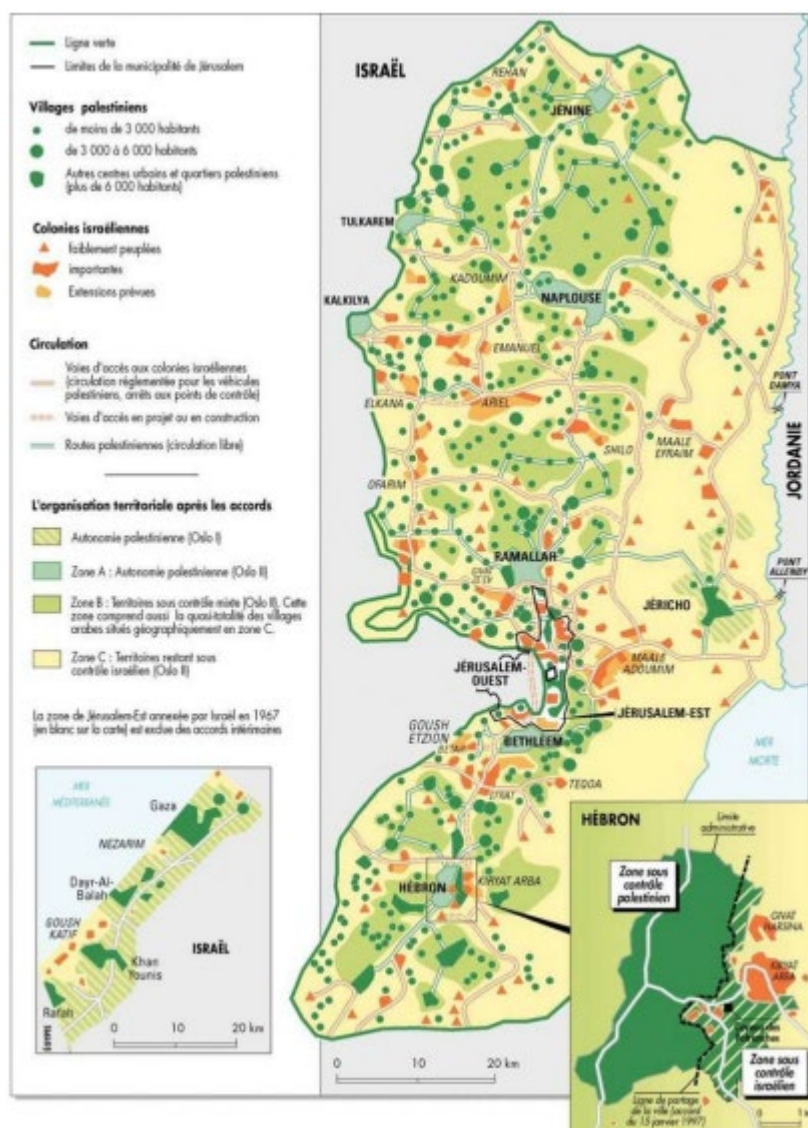 Ligne verte
Limites de la municipalité de Jérusalem
Villages palestiniens
de moins de 3 000 habitants
de 3 000 à 6 000 habitants
Autres centres urbains et quartiers palestiniens
(plus de 6 000 habitants)
Colonies israéliennes
faiblement peuplées
importantes
Extensions prévues
Circulation
Voies d'accès aux colonies israéliennes
(circulation réglementée pour les véhicules
palestiniens, arrêts aux points de contrôle)
Voies d'accès en projet ou en construction
Routes palestiniennes (circulation libre)
L'organisation territoriale après les accords
Autonomie palestinienne (Oslo I)
Zone A : Autonomie palestinienne (Oslo II)
Zone B : Territoires sous contrôle mixte (Oslo II). Cette
zone comprend aussi la quasi-totalité des villages
arabes situés géographiquement en zone C.
Zone C : Territoires restant sous
contrôle israélien (Oslo II)
La zone de Jérusalem-Est annexée par Israël en 1967
(en blanc sur la carte) est exclue des accords intérimaires
ISRAËL
REHAN
JÉNINE
TULKAREM
KADOUMIM
NAPLOUSE
KALKILYA
EMANUEL
PONT
DAMYA
ELKANA
ARIEL
SHILO
MAALE
EFRAIM
JORDANIE
OFARIM
RAMALLAH
PONT
ALLENBY
JÉRICHO
JÉRUSALEM-
OUEST
MAALE
ADOUMIM
JÉRUSALEM-EST
GOUSH
ETZION
BETAR
BETHLÉEM
MER
MORTE
EFRAT
TEQOA
HÉBRON
KIRYAT ARBA
MER
MÉDITERRANÉE
Gaza
NEZARIM
Dayr-Al-
Balah
GOUSH
KATIF
ISRAËL
Khan
Younis
Rafah
ÉGYPTE
0 10 20 km
0 10 20 km
HÉBRON
Limite
administrative
Zone sous
contrôle
palestinien
GIVAT
HARSINA
KIRYAT
ARBA
Zone sous
contrôle
israélien
Ligne de partage
de la ville (accord
du 15 janvier 1997)
0